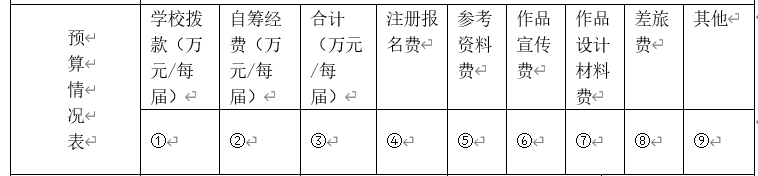 预算情况表
学校拨款（万元/每届）
自筹经费（万元/每届）
合计（万元/每届）
注册报名费
参考资料费
作品宣传费
作品设计材料费
差旅费
其他
①
②
③
④
⑤
⑥
⑦
⑧
⑨